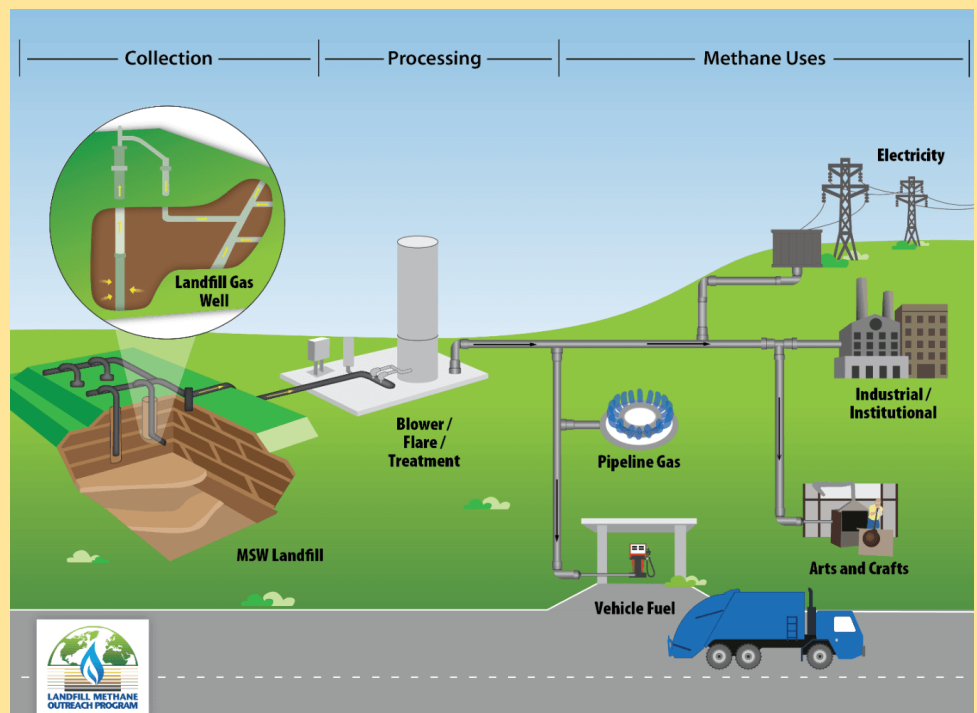 Collection
Processing
Methane Uses
Electricity
Landfill Gas
Well
Industrial /
Institutional
Blower /
Flare /
Treatment
Pipeline Gas
MSW Landfill
Arts and Crafts
Vehicle Fuel
LANDFILL METHANE
OUTREACH PROGRAM